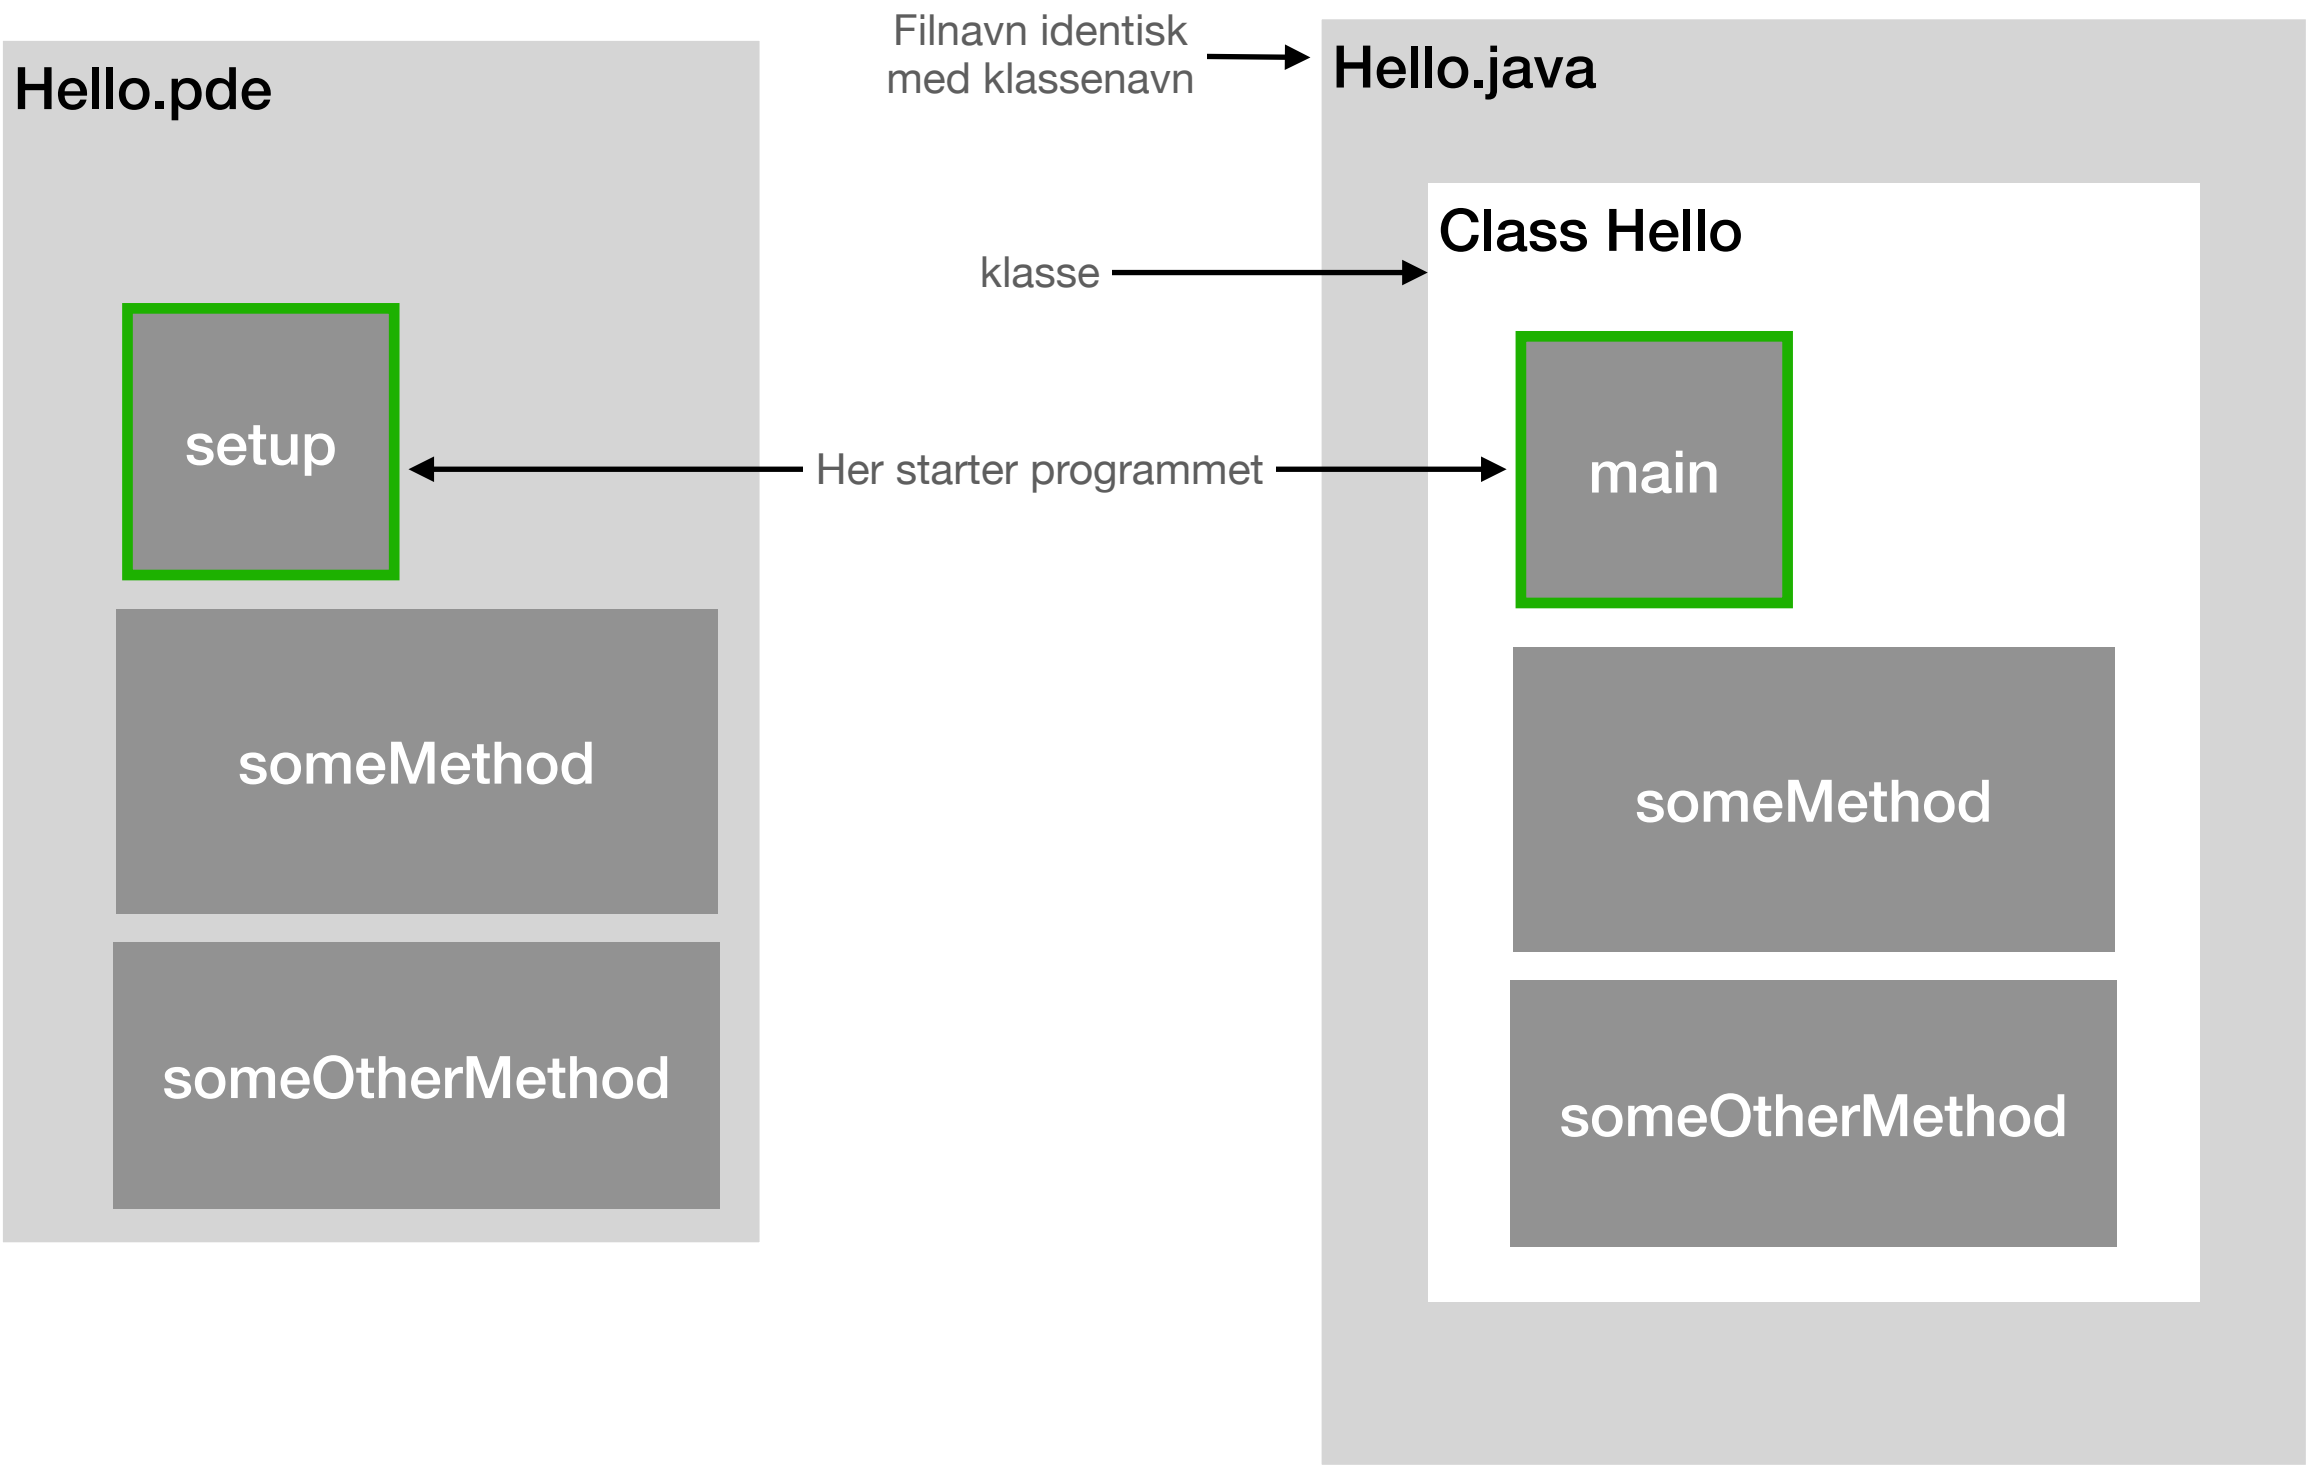 Hello.pde
setup
someMethod
someOtherMethod
Filnavn identisk
med klassenavn
klasse
Her starter programmet
Hello.java
Class Hello
main
someMethod
someOtherMethod